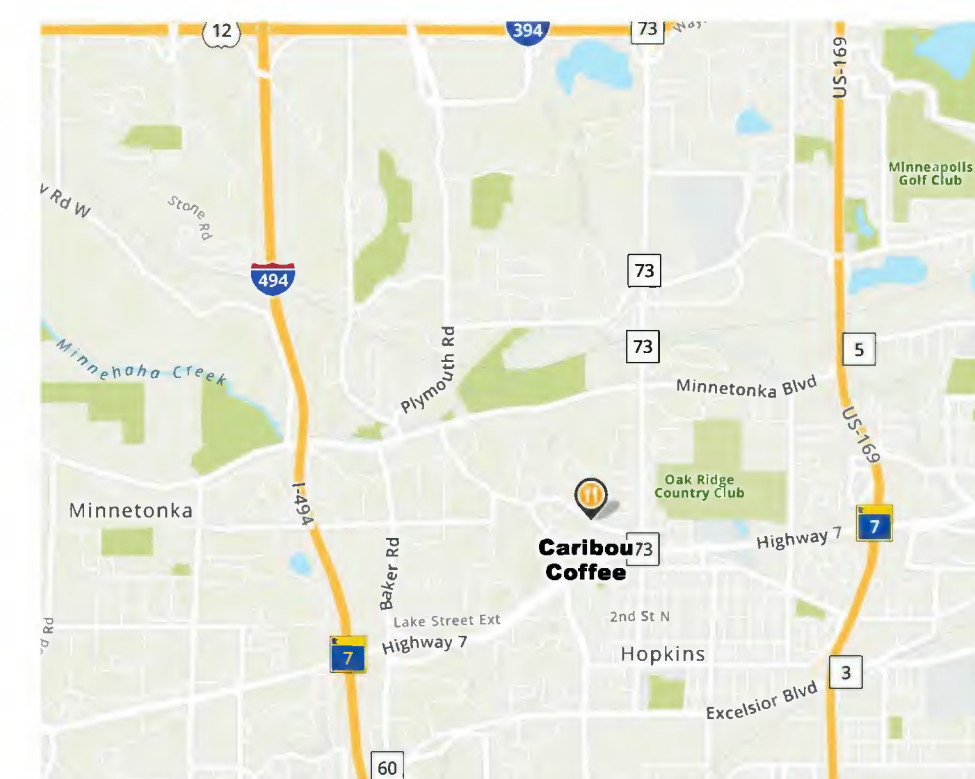 12
394
73
US-169
Minneapolis
Golf Club
v Rd W
Stone
Rd
494
73
73
5
Minnehaha Creek
Plymouth Rd
Minnetonka Blvd
US-169
Oak Ridge
Country Club
Minnetonka
I-494
7
Highway 7
Caribou
Coffee
73
Baker Rd
Lake Street Ext
2nd St N
Highway 7
7
Hopkins
3
Excelsior Blvd
60